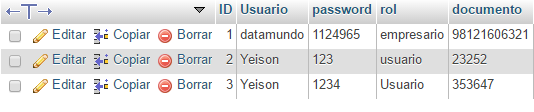 ID Usuario password rol documento
Editar Copiar Borrar 1 datamundo 1124965 empresario 98121606321
Editar Copiar Borrar 2 Yeison 123 usuario 23252
Editar Copiar Borrar 3 Yeison 1234 Usuario 353647